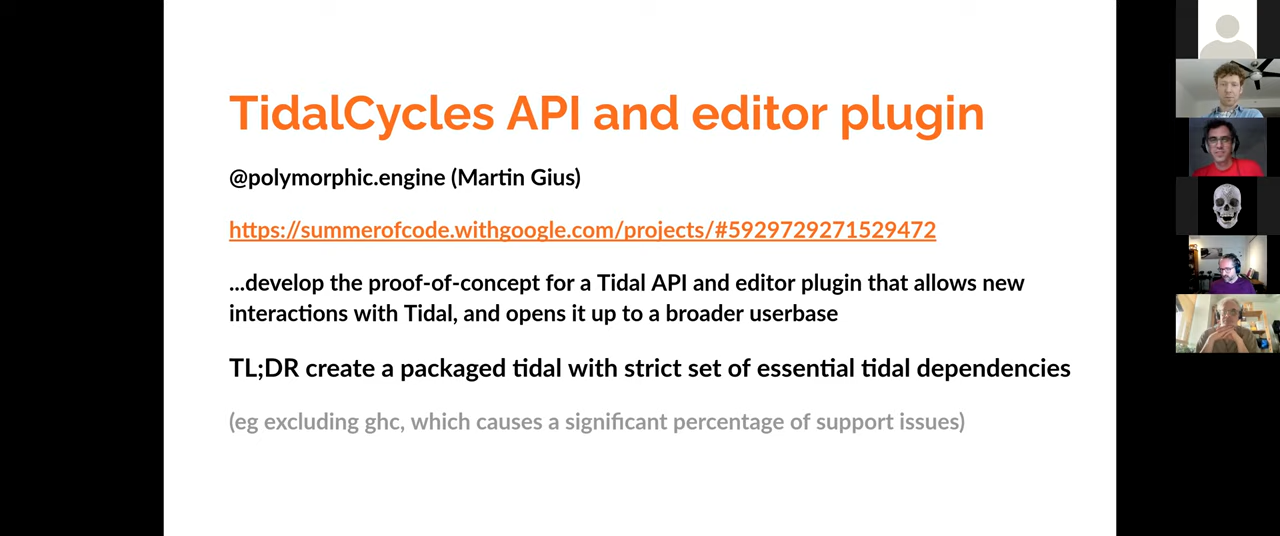 TidalCycles API and editor plugin
@polymorphic.engine (Martin Gius)
https://summerofcode.withgoogle.com/projects/#5929729271529472
...develop the proof-of-concept for a Tidal API and editor plugin that allows new
interactions with Tidal, and opens it up to a broader userbase
TL;DR create a packaged tidal with strict set of essential tidal dependencies
(eg excluding ghc, which causes a significant percentage of support issues)